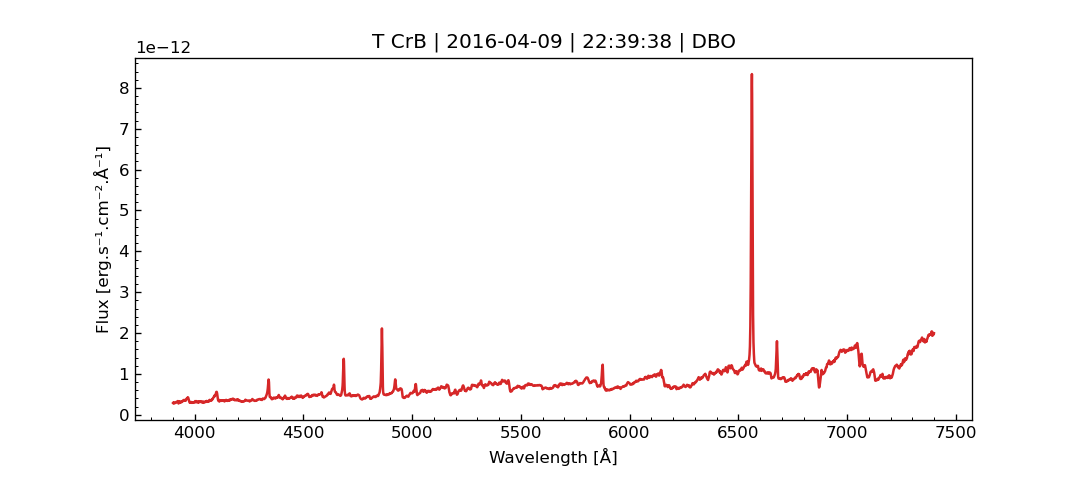 T CrB | 2016-04-09 | 22:39:38 | DBO
1e−12
8
7
6
5
4
3
2
1
0
Flux [erg.s⁻¹.cm⁻².Å⁻¹]
4000 4500 5000 5500 6000 6500 7000 7500
Wavelength [Å]